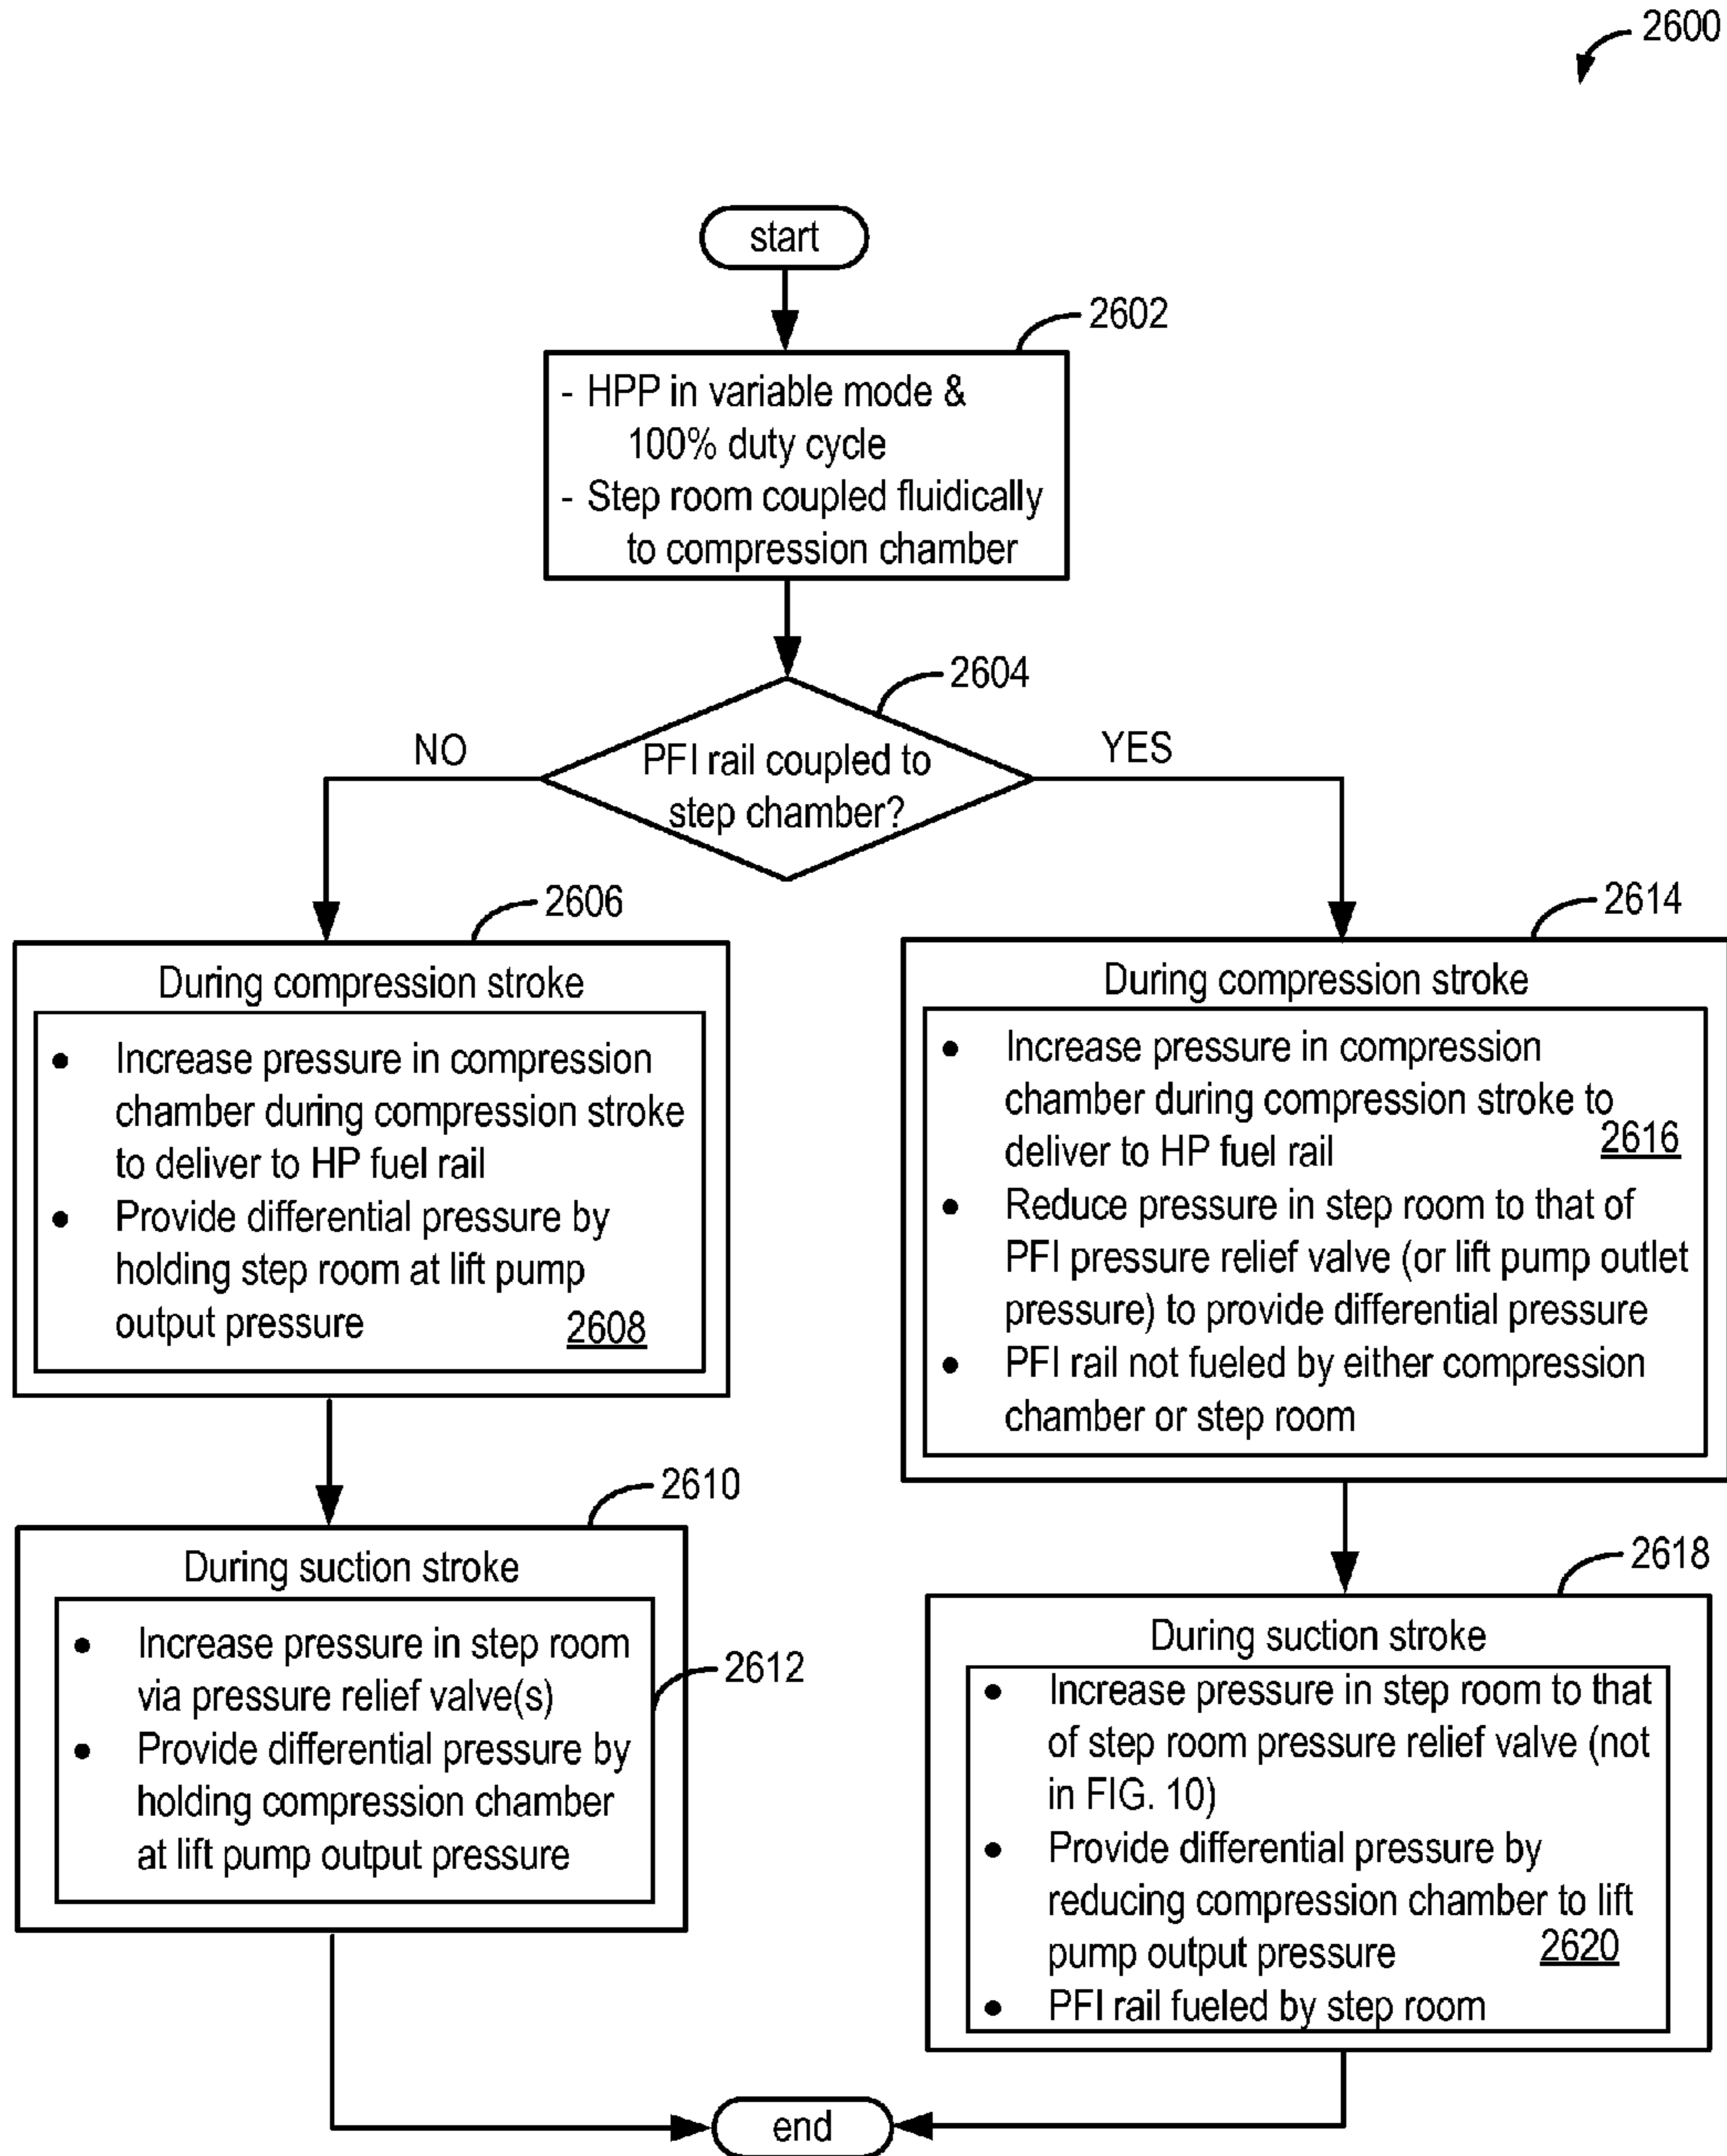 2600
start
2602
- HPP in variable mode &
100% duty cycle
- Step room coupled fluidically
to compression chamber
2604
NO
PFI rail coupled to
step chamber?
YES
2606
During compression stroke
• Increase pressure in compression
chamber during compression stroke
to deliver to HP fuel rail
• Provide differential pressure by
holding step room at lift pump
output pressure
2608
2610
During suction stroke
• Increase pressure in step room
via pressure relief valve(s)
• Provide differential pressure by
holding compression chamber
at lift pump output pressure
2612
2614
During compression stroke
• Increase pressure in compression
chamber during compression stroke to
deliver to HP fuel rail
2616
• Reduce pressure in step room to that of
PFI pressure relief valve (or lift pump outlet
pressure) to provide differential pressure
• PFI rail not fueled by either compression
chamber or step room
2618
During suction stroke
• Increase pressure in step room to that
of step room pressure relief valve (not
in FIG. 10)
• Provide differential pressure by
reducing compression chamber to lift
pump output pressure
2620
• PFI rail fueled by step room
end